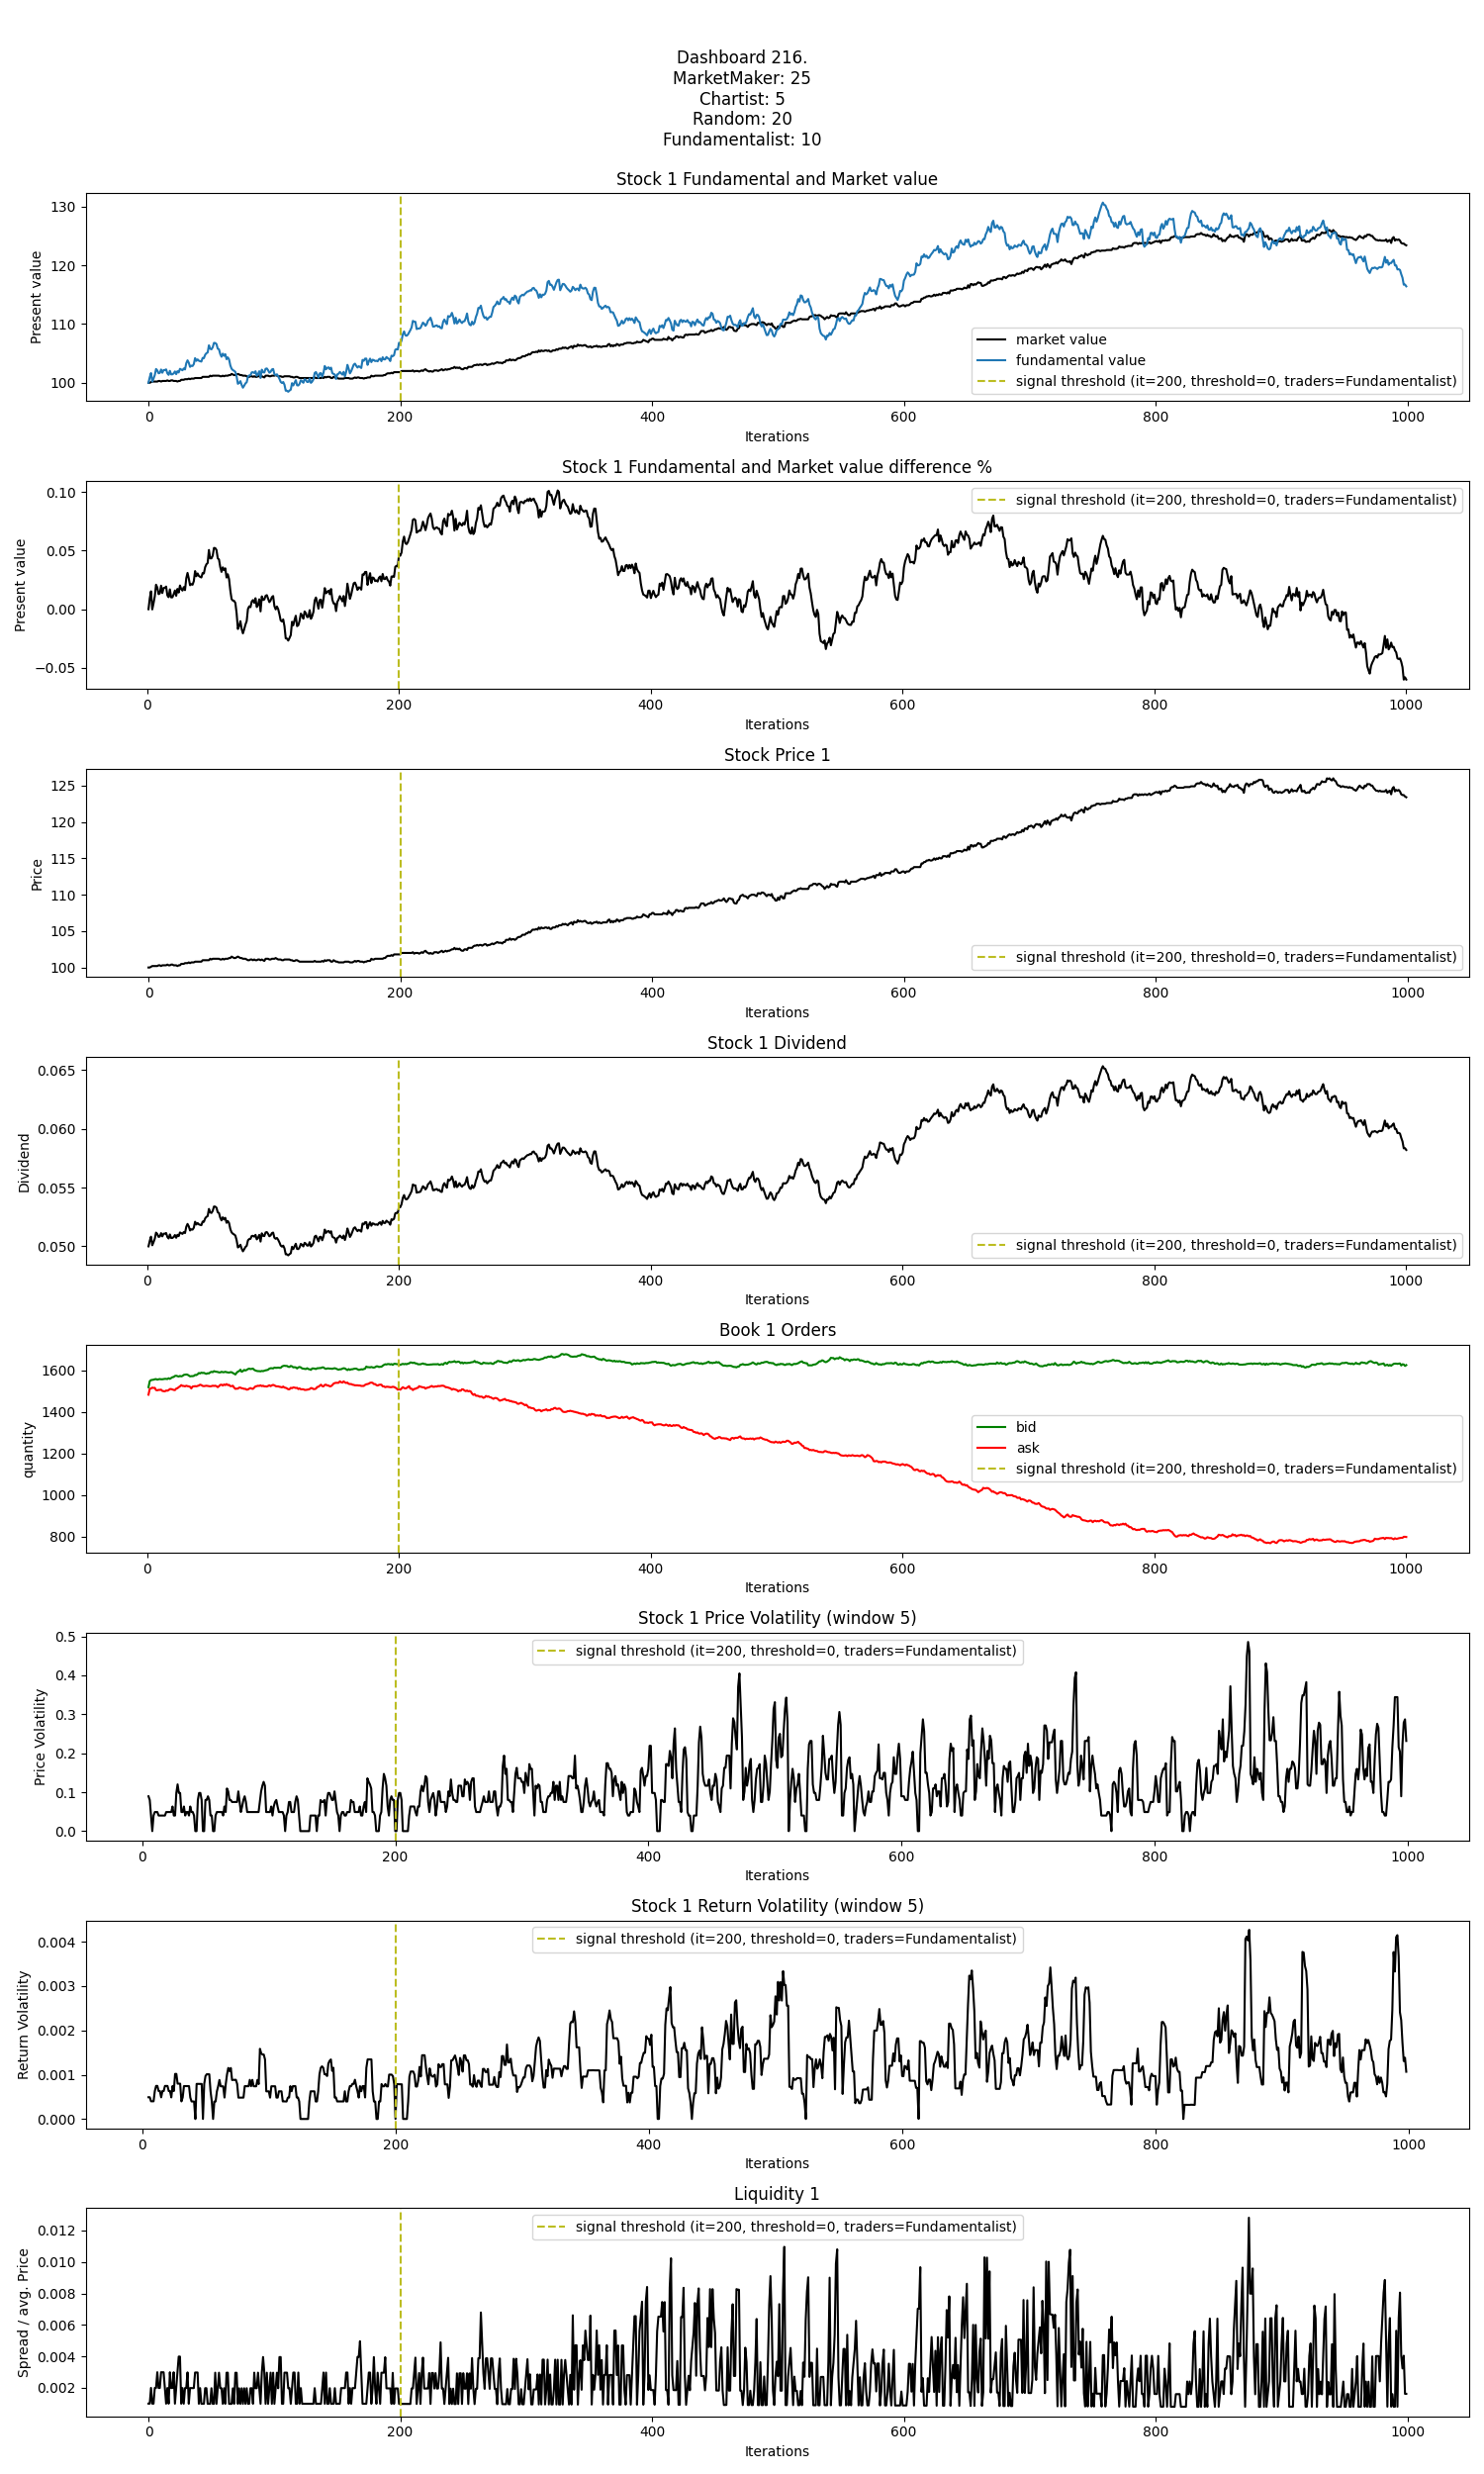 Dashboard 216.
MarketMaker: 25
Chartist: 5
Random: 20
Fundamentalist: 10
Stock 1 Fundamental and Market value
Present value
130
120
110
100
market value
fundamental value
signal threshold (it=200, threshold=0, traders=Fundamentalist)
0 200 400 600 800 1000
Iterations
Stock 1 Fundamental and Market value difference %
Present value
0.10
0.05
0.00
−0.05
signal threshold (it=200, threshold=0, traders=Fundamentalist)
0 200 400 600 800 1000
Iterations
Stock Price 1
Price
125
120
115
110
105
100
signal threshold (it=200, threshold=0, traders=Fundamentalist)
0 200 400 600 800 1000
Iterations
Stock 1 Dividend
Dividend
0.065
0.060
0.055
0.050
signal threshold (it=200, threshold=0, traders=Fundamentalist)
0 200 400 600 800 1000
Iterations
Book 1 Orders
quantity
1600
1400
1200
1000
800
bid
ask
signal threshold (it=200, threshold=0, traders=Fundamentalist)
0 200 400 600 800 1000
Iterations
Stock 1 Price Volatility (window 5)
Price Volatility
0.5
0.4
0.3
0.2
0.1
0.0
signal threshold (it=200, threshold=0, traders=Fundamentalist)
0 200 400 600 800 1000
Iterations
Stock 1 Return Volatility (window 5)
Return Volatility
0.004
0.003
0.002
0.001
0.000
signal threshold (it=200, threshold=0, traders=Fundamentalist)
0 200 400 600 800 1000
Iterations
Liquidity 1
Spread / avg. Price
0.012
0.010
0.008
0.006
0.004
0.002
signal threshold (it=200, threshold=0, traders=Fundamentalist)
0 200 400 600 800 1000
Iterations